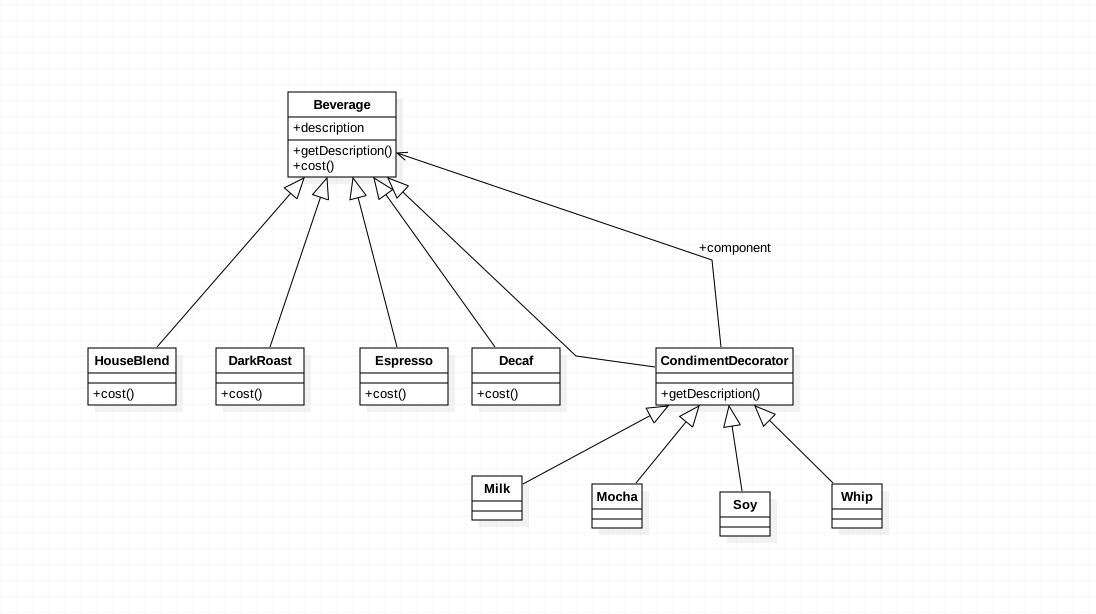 Beverage
+description
+getDescription()
+cost()
+component
HouseBlend
+cost()
DarkRoast
+cost()
Espresso
+cost()
Decaf
+cost()
CondimentDecorator
+getDescription()
Milk
Mocha
Soy
Whip